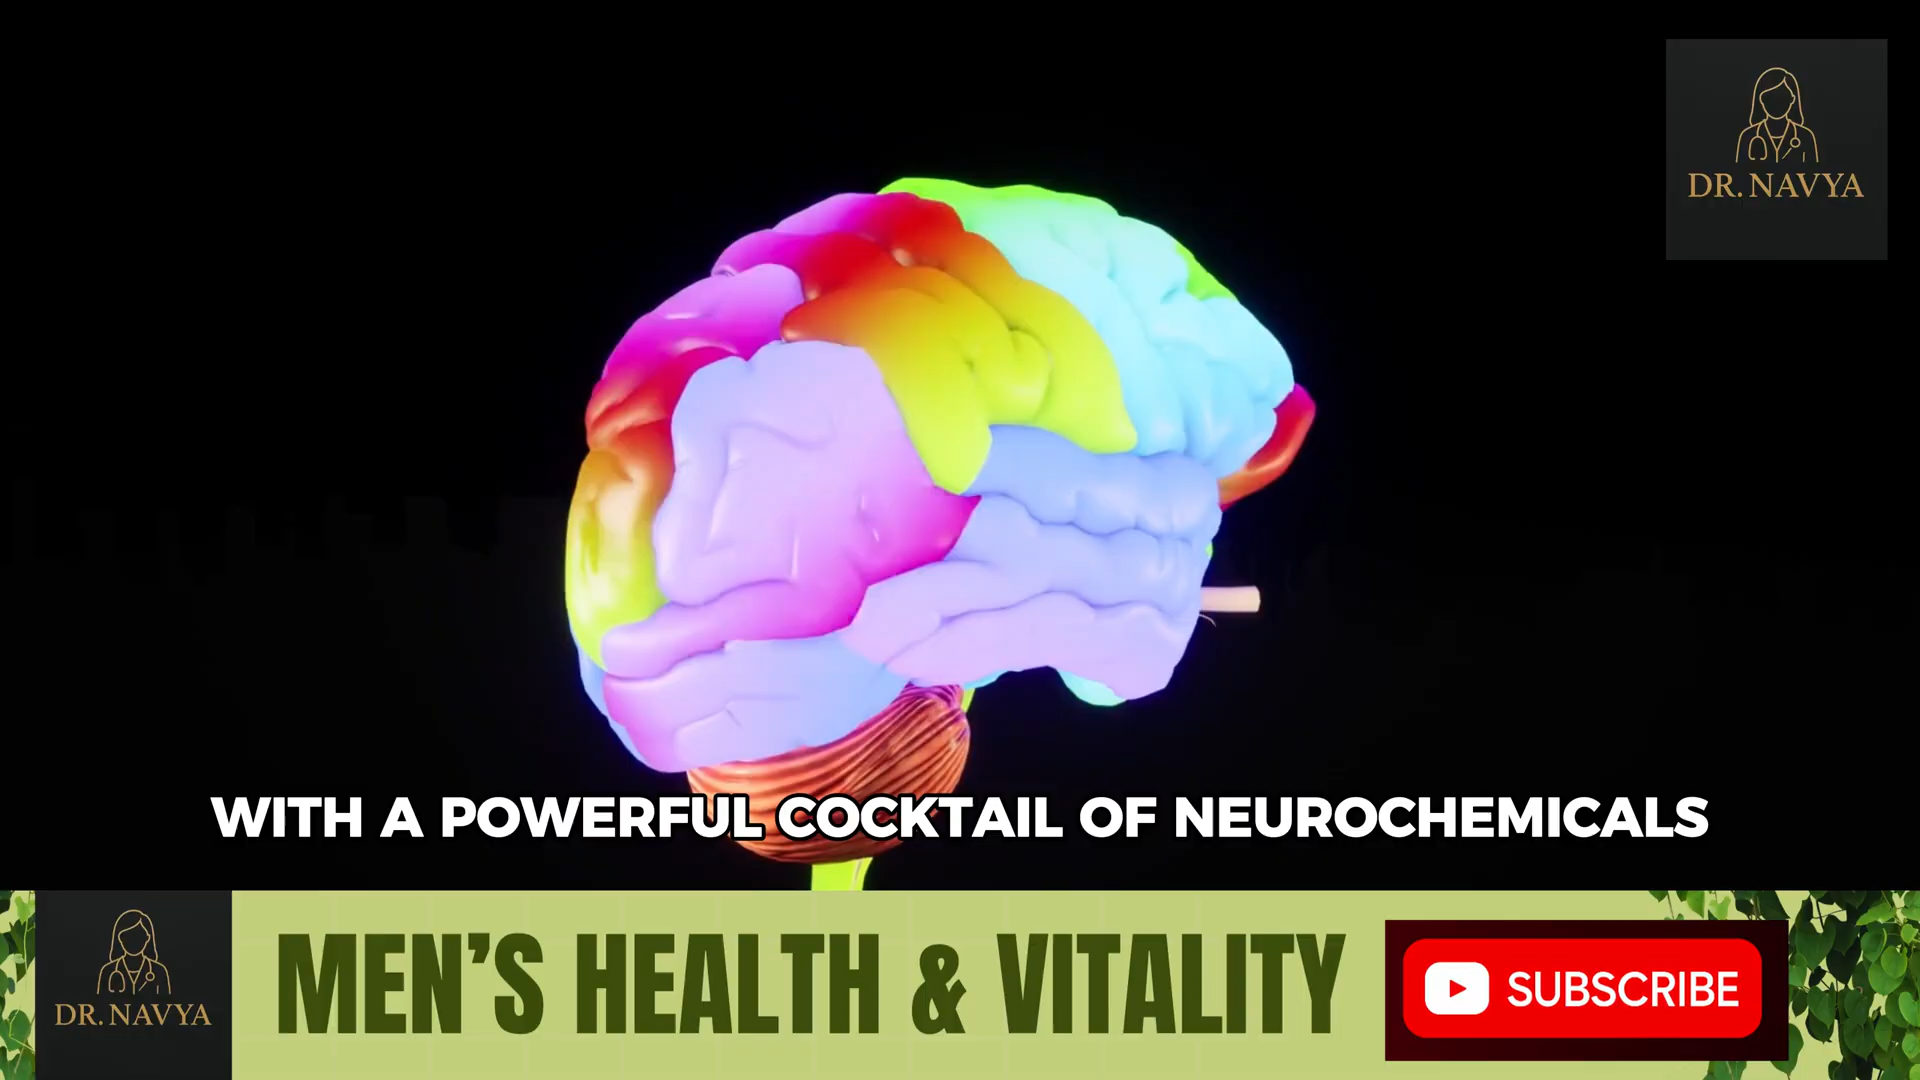 DR. NAVYA
WITH A POWERFUL COCKTAIL OF NEUROCHEMICALS
DR. NAVYA
MEN’S HEALTH & VITALITY
SUBSCRIBE